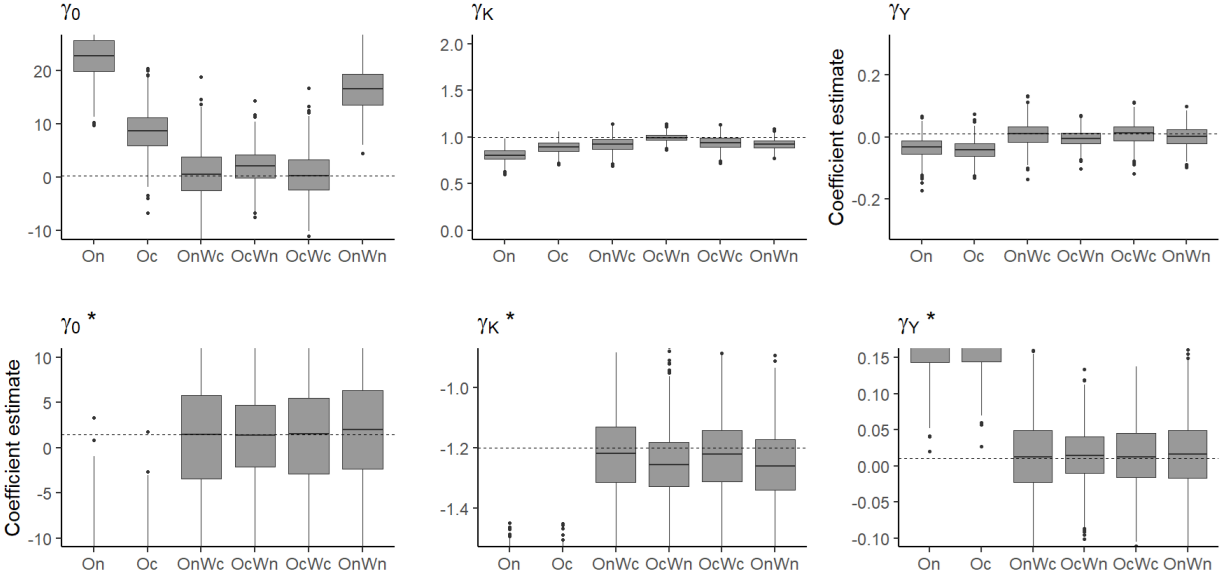 γ0
20
10
0
-10
On Oc OnWc OcWn OcWc OnWn
γK
2.0
1.5
1.0
0.5
0.0
On Oc OnWc OcWn OcWc OnWn
γY
Coefficient estimate
0.2
0.0
-0.2
On Oc OnWc OcWn OcWc OnWn
γ0 *
Coefficient estimate
10
5
0
-5
-10
On Oc OnWc OcWn OcWc OnWn
γK *
-1.0
-1.2
-1.4
On Oc OnWc OcWn OcWc OnWn
γY *
0.15
0.10
0.05
0.00
-0.05
-0.10
On Oc OnWc OcWn OcWc OnWn